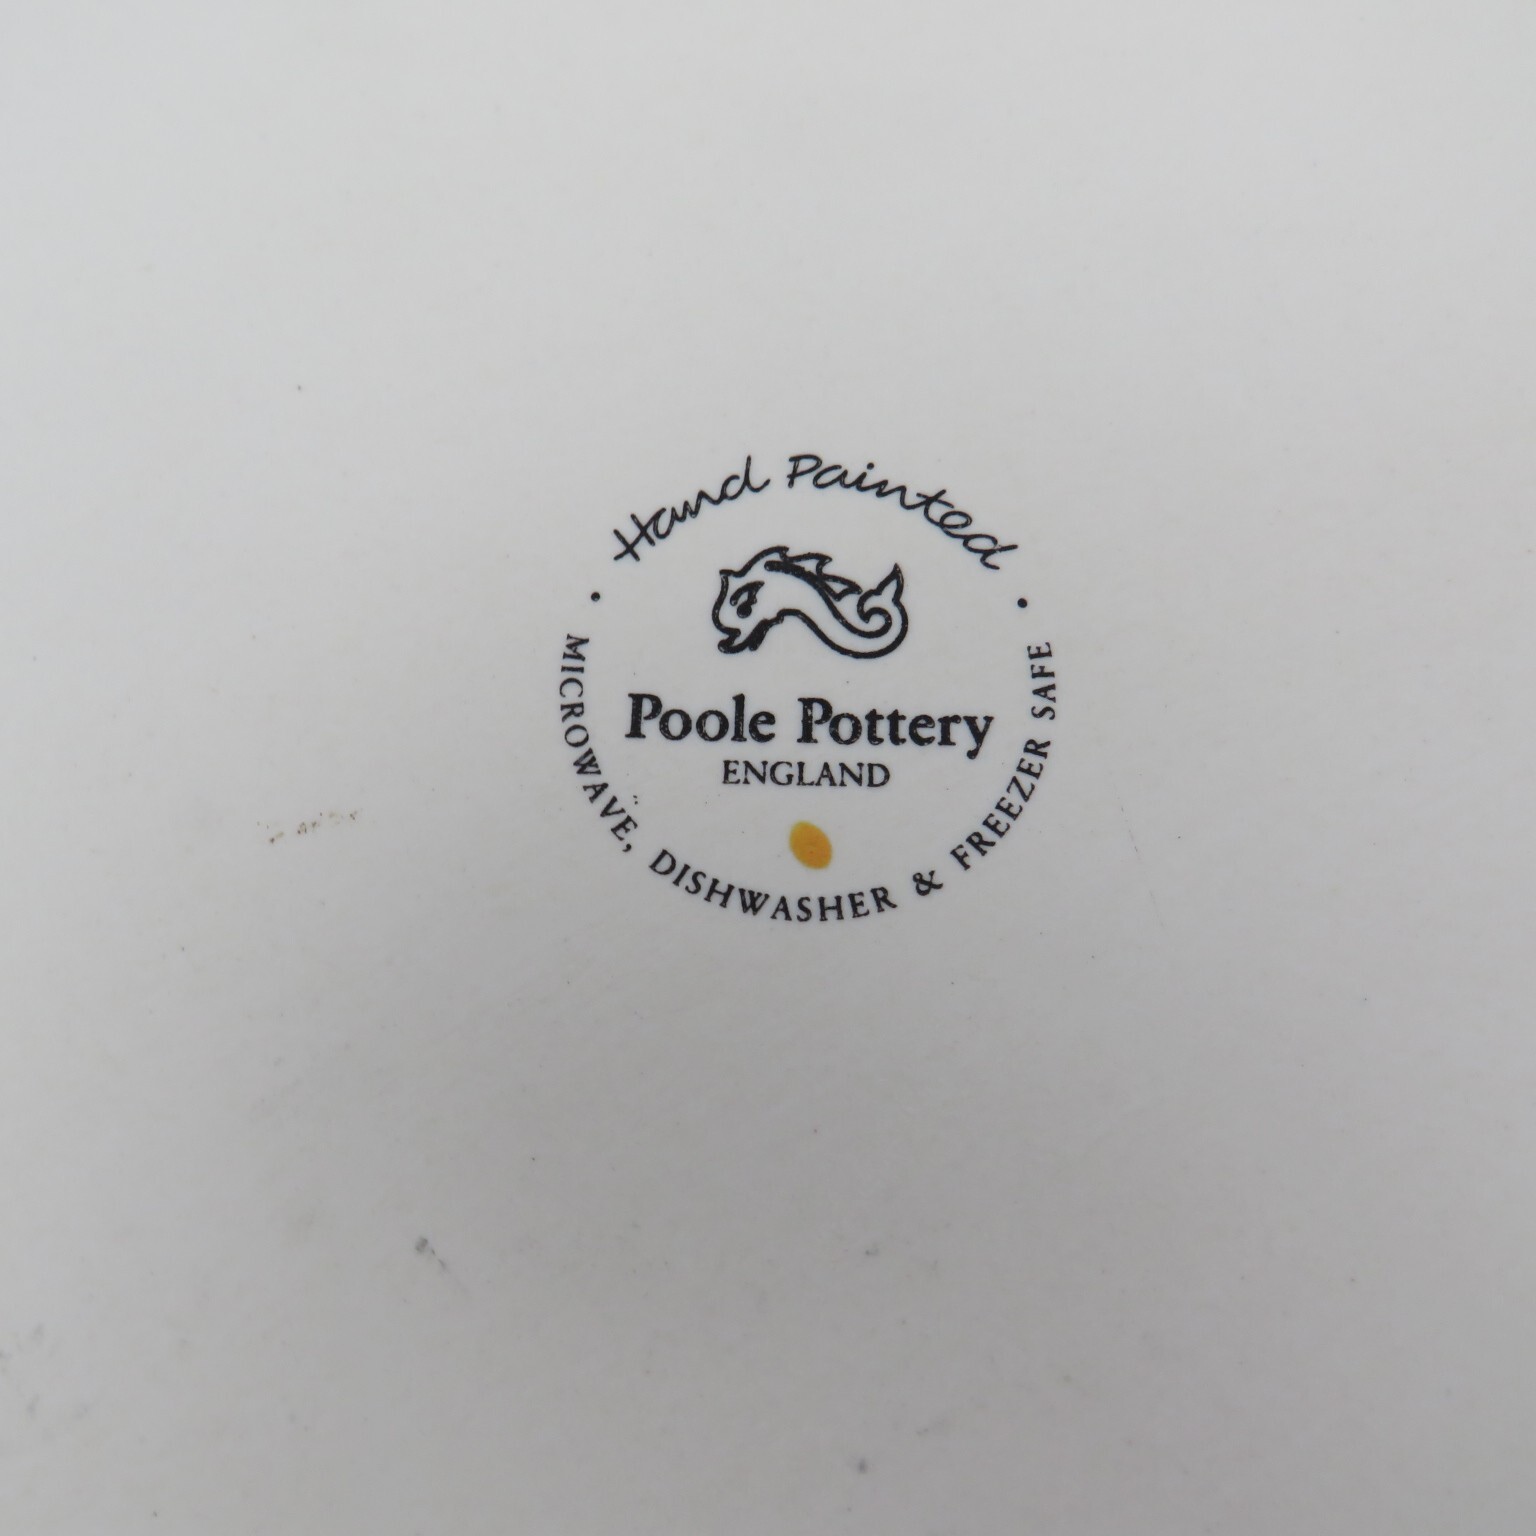 Hand Painted
Poole Pottery
ENGLAND
• MICROWAVE, DISHWASHER & FREEZER SAFE •